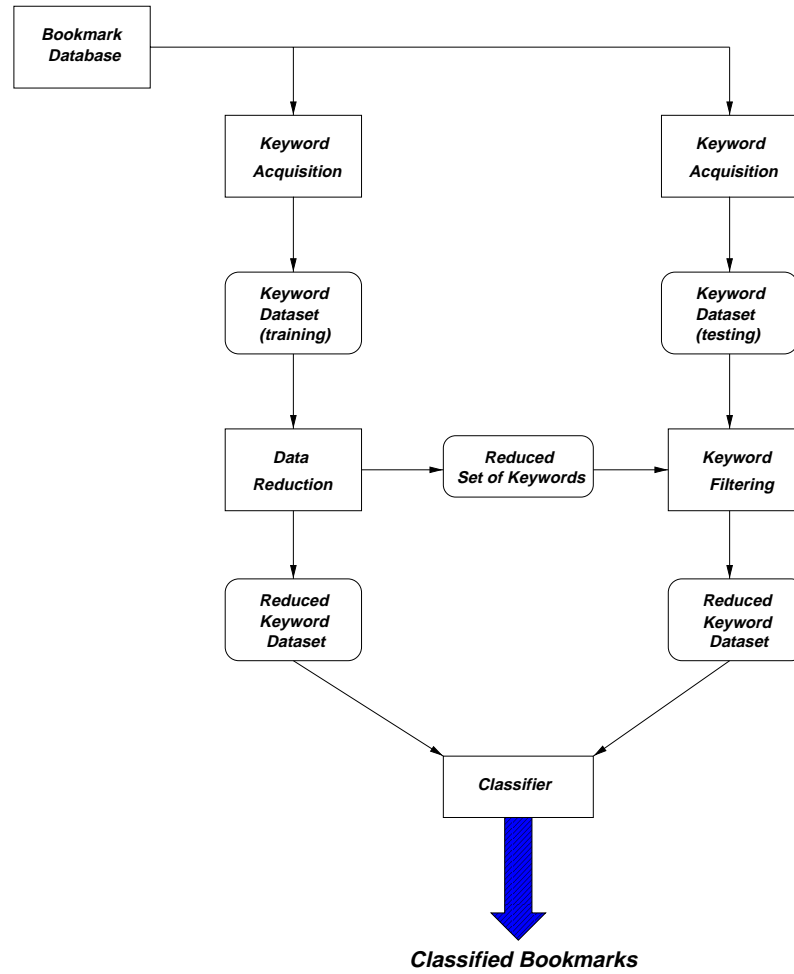 Bookmark
Database
Keyword
Acquisition
Keyword
Acquisition
Keyword
Dataset
(training)
Keyword
Dataset
(testing)
Data
Reduction
Reduced
Set of Keywords
Keyword
Filtering
Reduced
Keyword
Dataset
Reduced
Keyword
Dataset
Classifier
Classified Bookmarks